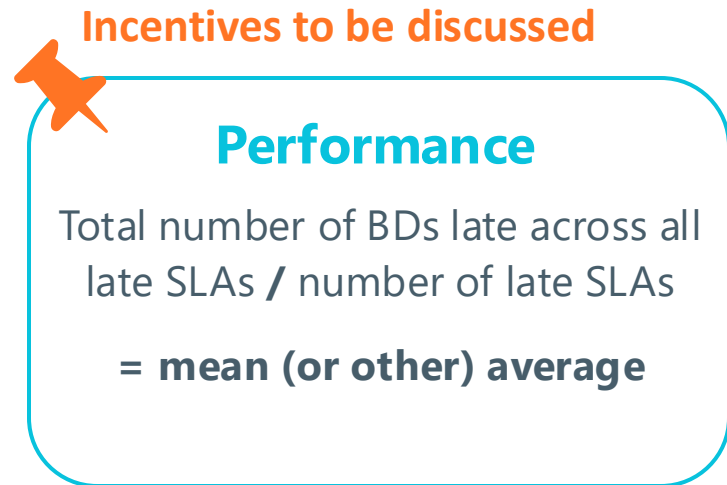 Incentives to be discussed
Performance
Total number of BDs late across all
late SLAs / number of late SLAs
= mean (or other) average